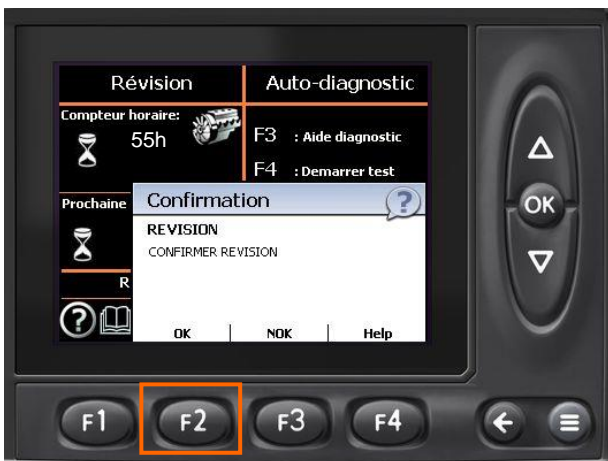 Révision
Auto-diagnostic
Compteur horaire:
55h
F3 : Aide diagnostic
F4 : Demarrer test
Prochaine
Confirmation
?
REVISION
CONFIRMER REVISION
R
?
OK
NOK
Help
OK
F1
F2
F3
F4